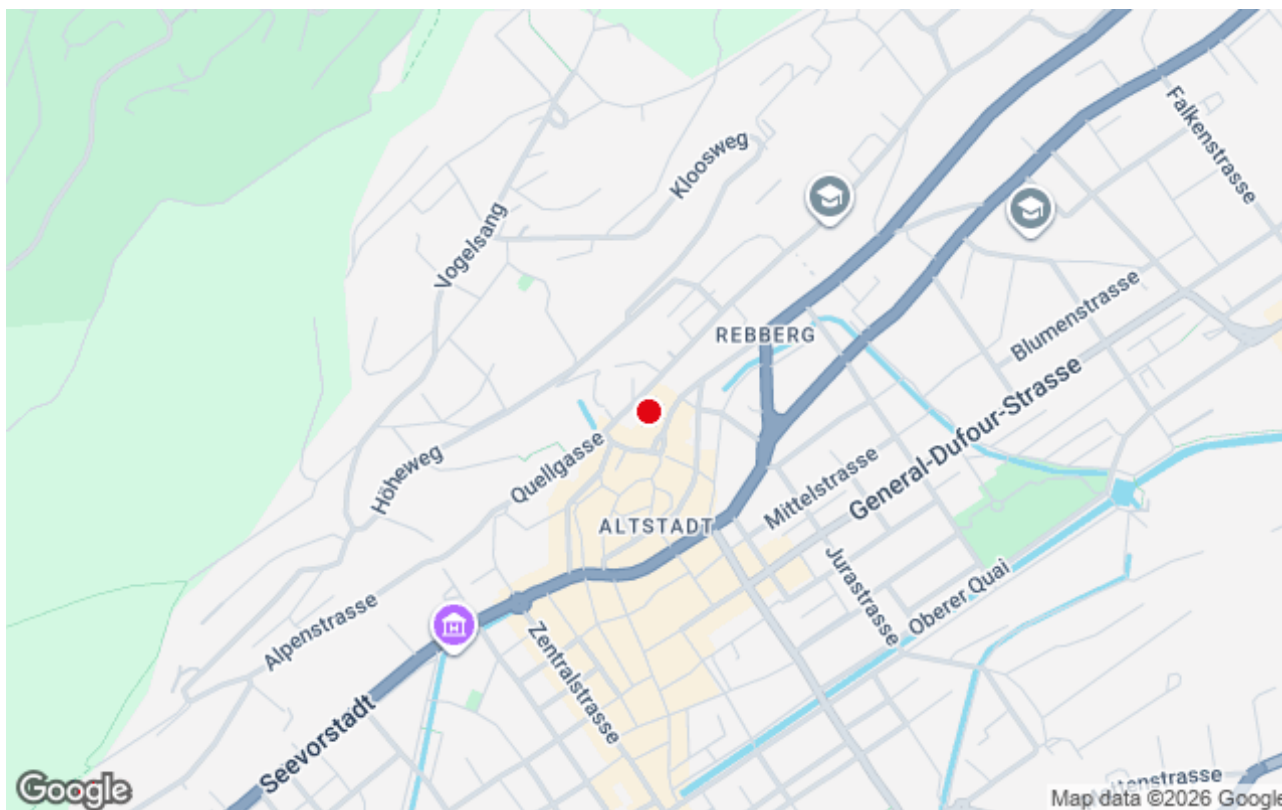 Falkenstrasse
Kloosweg
Vogelsang
REBBERG
Blumenstrasse
General-Dufour-Strasse
Höheweg
Quellgasse
Mittelstrasse
ALTSTADT
Jurastrasse
Oberer Quai
Alpenstrasse
Zentralstrasse
Seevorstadt
Google
Map data ©2026 Google